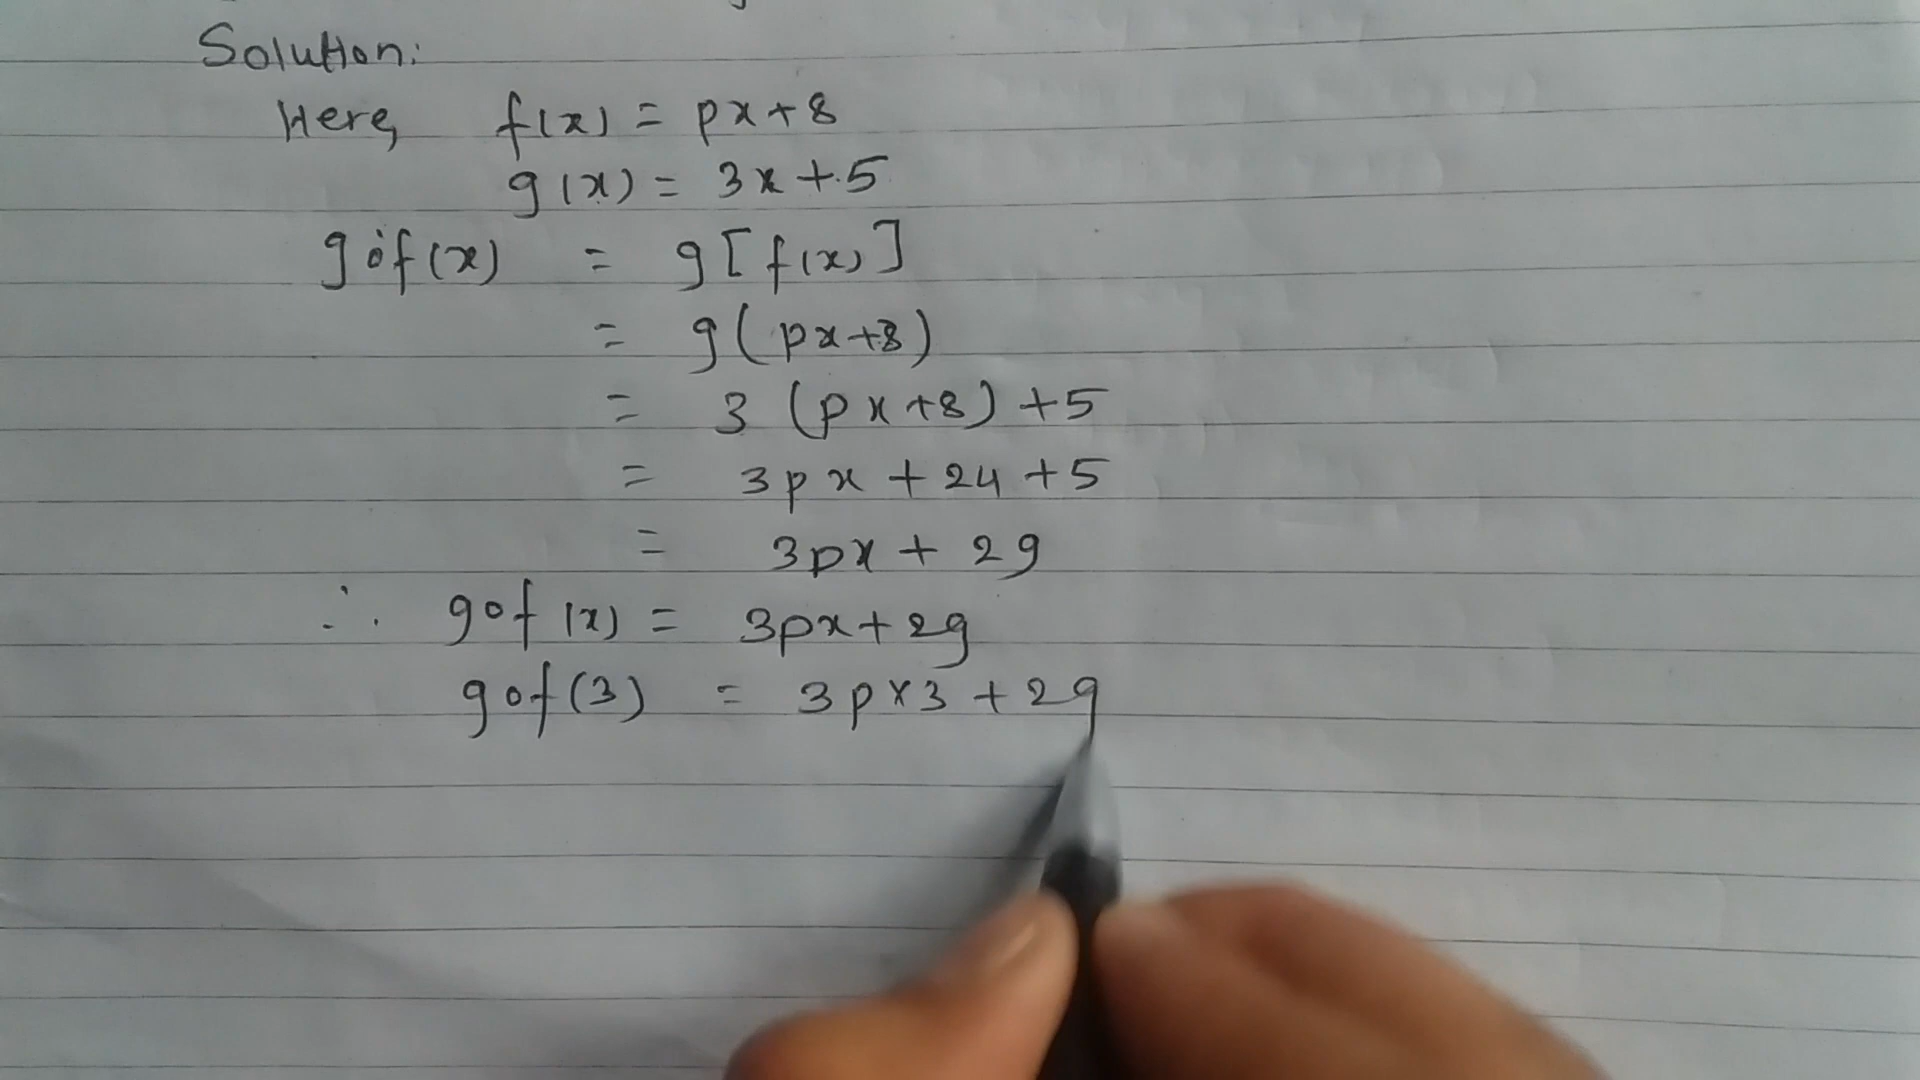 Solution:
Here, f(x) = px+8
g(x) = 3x+5
gof(x) = g[f(x)]
= g(px+8)
= 3(px+8)+5
= 3px+24+5
= 3px+29
∴ gof(x) = 3px+29
gof(3) = 3p×3+29